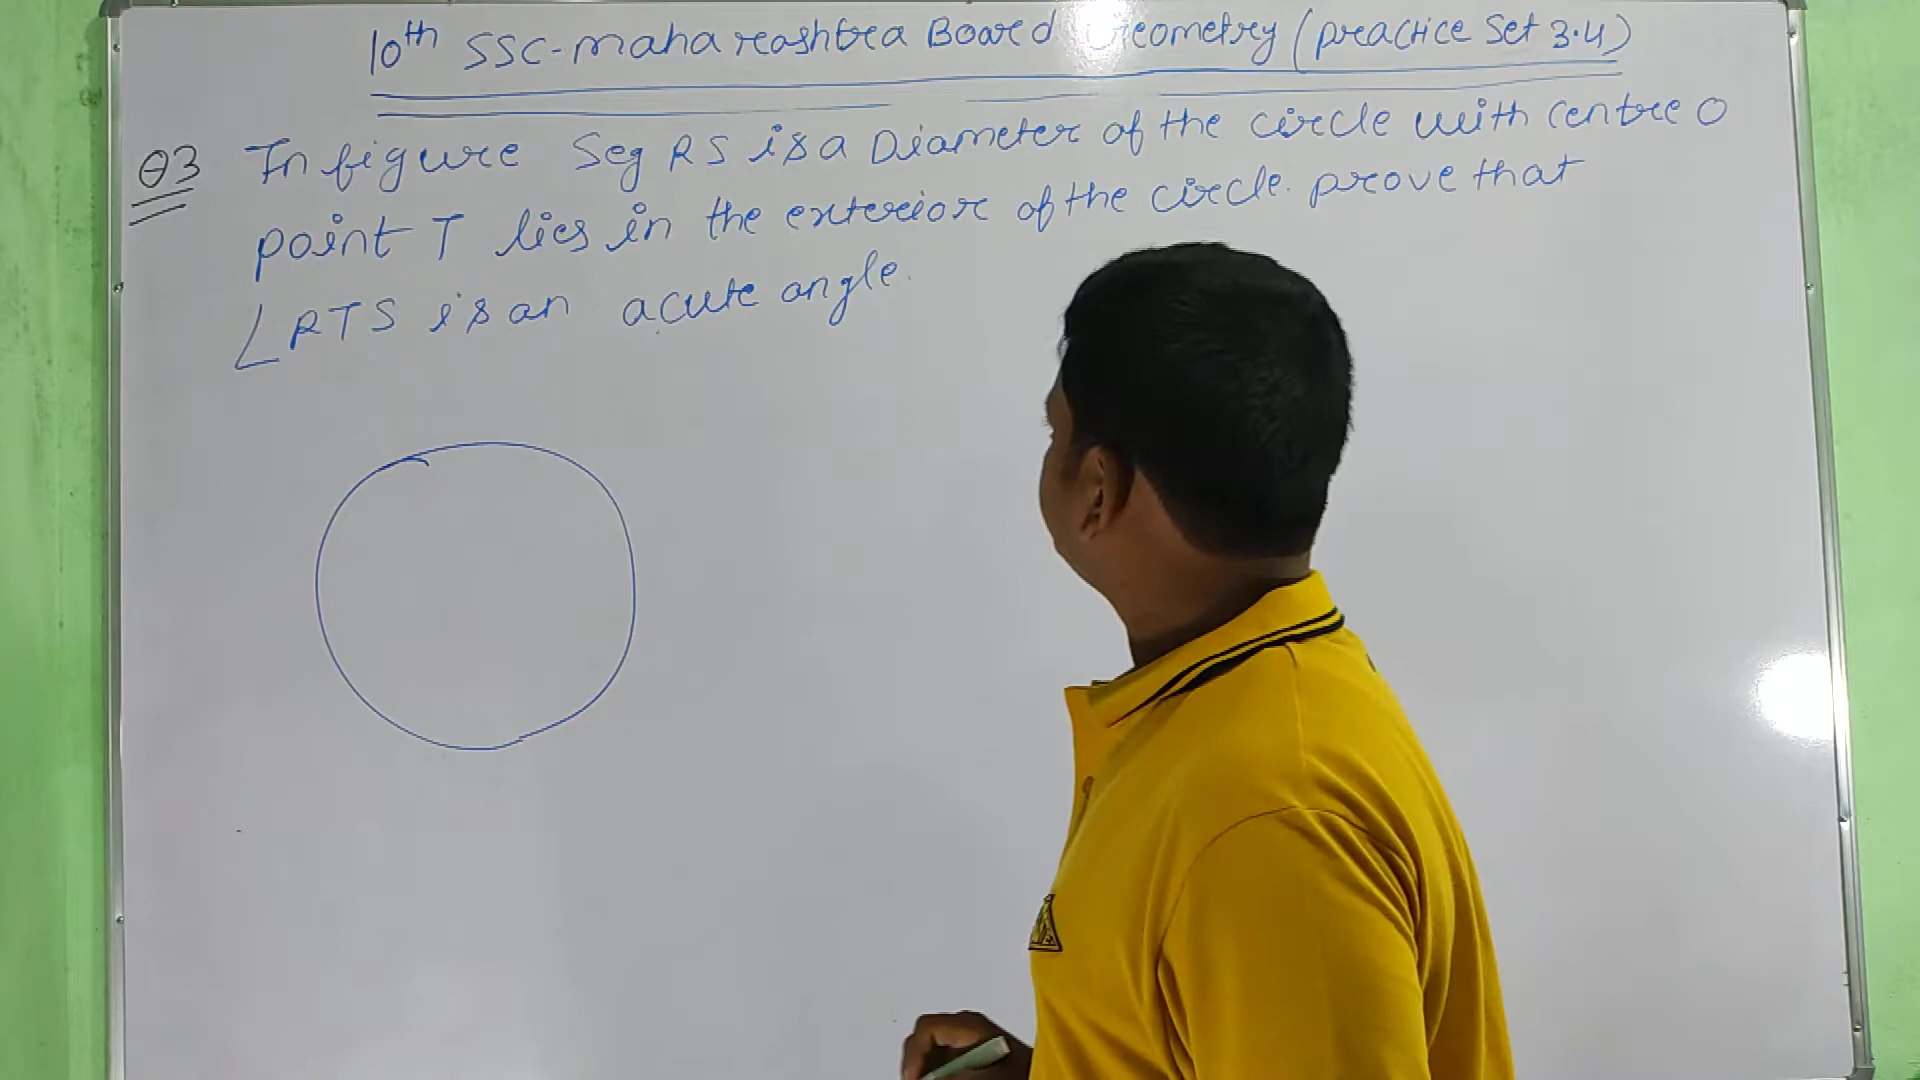 10th SSC-Maharashtra Board Geometry (practice Set 3.4)
Q3 In figure Seg RS is a Diameter of the circle with centre O
point T lies in the exterior of the circle. prove that
∠RTS is an acute angle.